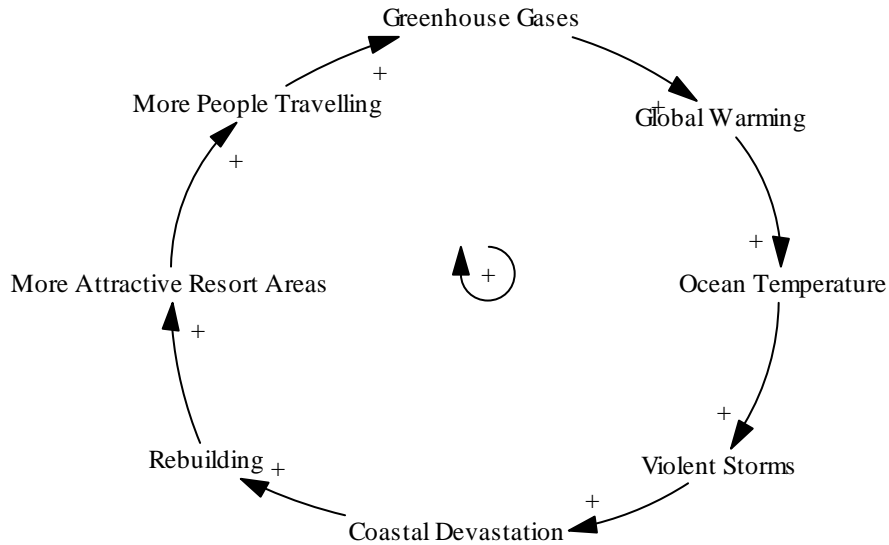 Greenhouse Gases
+
More People Travelling
+
Global Warming
+
+
More Attractive Resort Areas
+
Ocean Temperature
+
+
Rebuilding
+
Violent Storms
+
Coastal Devastation